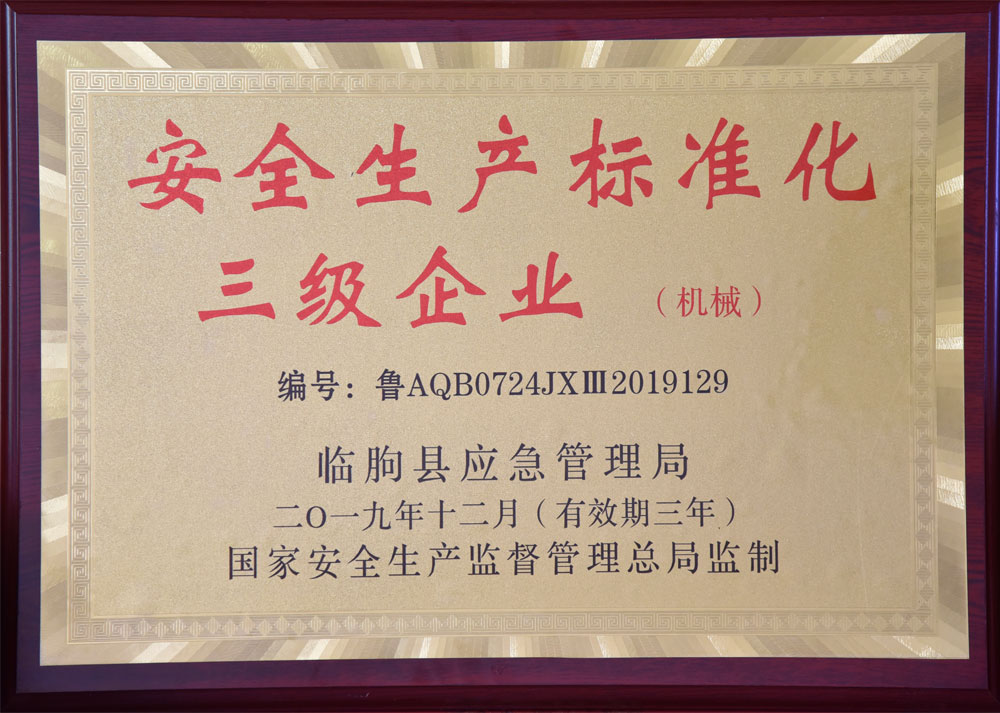 安全生产标准化
三级企业 （机械）
编号：鲁AQB0724JXⅢ2019129
临朐县应急管理局
二O一九年十二月（有效期三年）
国家安全生产监督管理总局监制